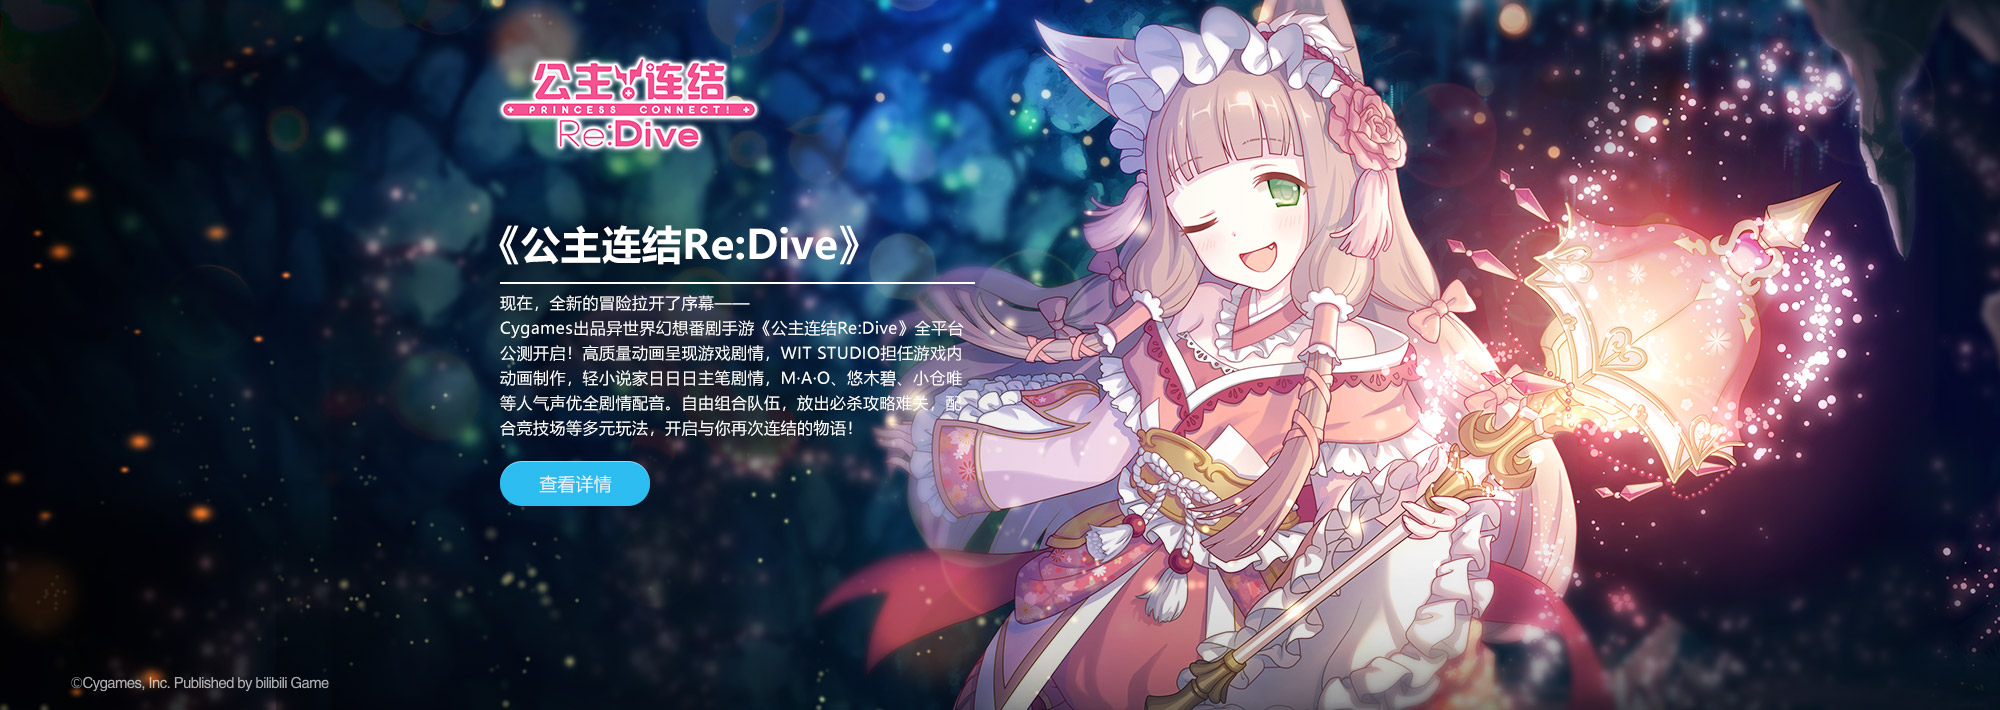 公主连结
PRINCESS CONNECT!
Re:Dive
《公主连结Re:Dive》
现在，全新的冒险拉开了序幕——
Cygames出品异世界幻想番剧手游《公主连结Re:Dive》全平台
公测开启！高质量动画呈现游戏剧情，WIT STUDIO担任游戏内
动画制作，轻小说家日日日主笔剧情，M·A·O、悠木碧、小仓唯
等人气声优全剧情配音。自由组合队伍，放出必杀攻略难关，配
合竞技场等多元玩法，开启与你再次连结的物语！
查看详情
©Cygames, Inc. Published by bilibili Game